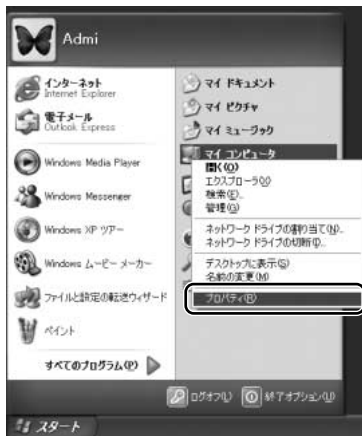 Admi
インターネット
Internet Explorer
電子メール
Outlook Express
Windows Media Player
Windows Messenger
Windows XP ツアー
Windows ムービー メーカー
ファイルと設定の転送ウィザード
ペイント
すべてのプログラム(P)
マイ ドキュメント
マイ ピクチャ
マイ ミュージック
マイ コンピュータ
開く(O)
エクスプローラ(X)
検索(E)...
管理(G)
ネットワーク ドライブの割り当て(N)...
ネットワーク ドライブの切断(I)...
デスクトップに表示(S)
名前の変更(M)
プロパティ(R)
ログオフ(L)
終了オプション(U)
スタート